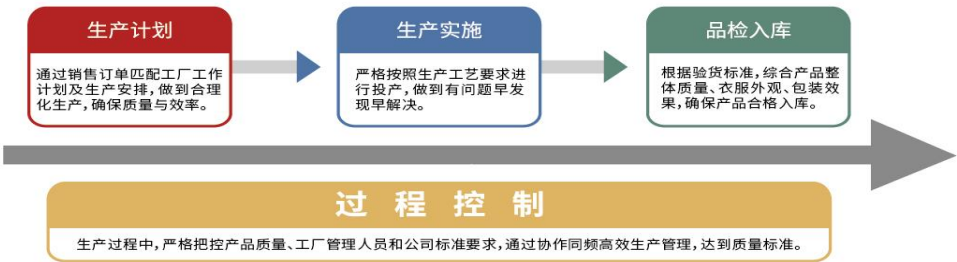 生产计划
通过销售订单匹配工厂工作
计划及生产安排,做到合理
化生产,确保质量与效率。
生产实施
严格按照生产工艺要求进
行投产,做到有问题早发
现早解决。
品检入库
根据验货标准,综合产品整
体质量、衣服外观、包装效
果,确保产品合格入库。
过程控制
生产过程中,严格把控产品质量、工厂管理人员和公司标准要求,通过协作同频高效生产管理,达到质量标准。